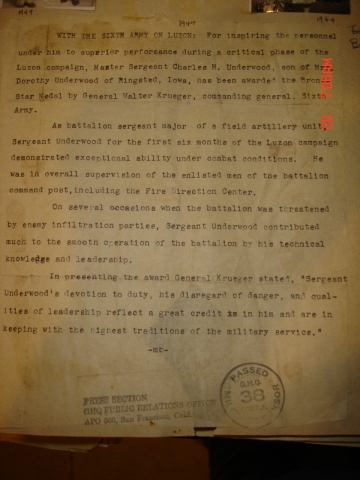 1944
WITH THE SIXTH ARMY ON LUZON: For inspiring the personnel
under him to superior performance during a critical phase of the
Luzon campaign, Master Sergeant Charles H. Underwood, son of Mrs
Dorothy Underwood of Ringsted, Iowa, has been awarded the Bronze
Star Medal by General Walter Krueger, commanding general, Sixth
Army.
As battalion sergeant major of a field artillery unit,
Sergeant Underwood for the first six months of the Luzon campaign
demonstrated exceptional ability under combat conditions. He
was in overall supervision of the enlisted men of the battalion
command post, including the Fire Direction Center.
On several occasions when the battalion was threatened
by enemy infiltration parties, Sergeant Underwood contributed
much to the smooth operation of the battalion by his technical
knowledge and leadership.
In presenting the award General Krueger stated, "Sergeant
Underwood's devotion to duty, his disregard of danger, and qual-
ities of leadership reflect a great credit in him and are in
keeping with the highest traditions of the military service."
-mb-
PRESS SECTION
GHQ PUBLIC RELATIONS OFFICE
APO 500, San Francisco, Calif.
PASSED
G.H.Q.
38